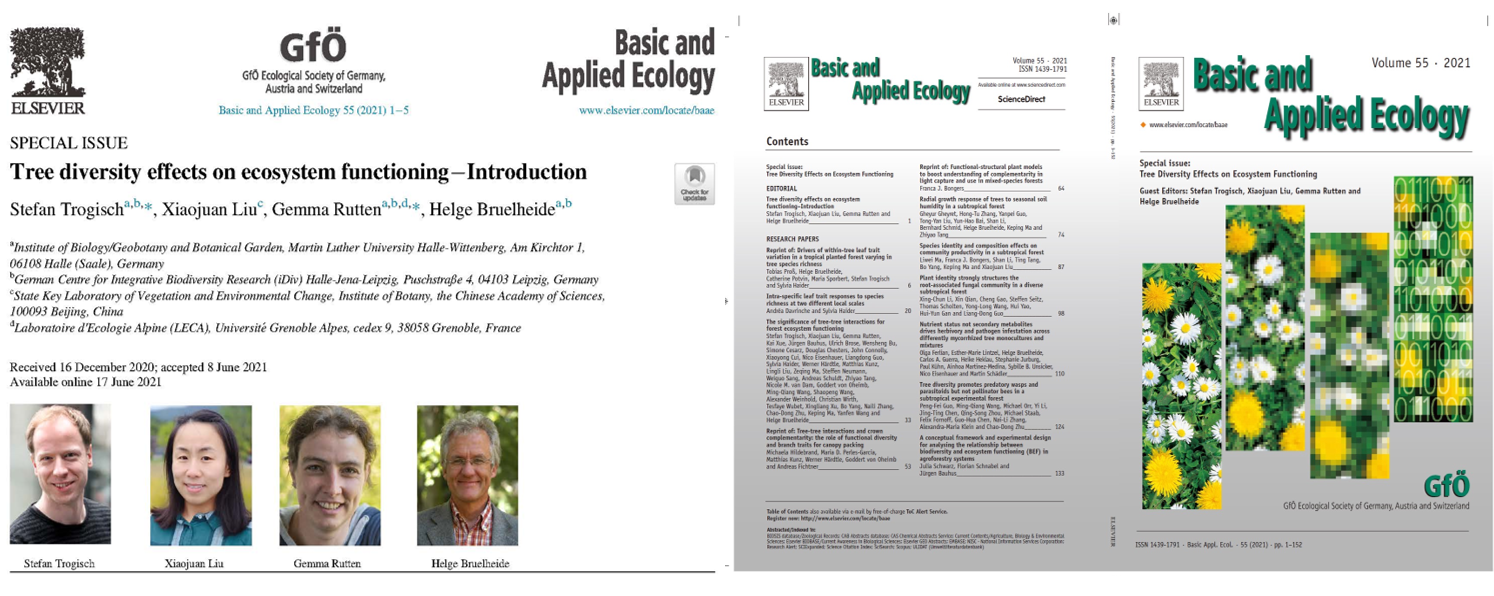 ELSEVIER
GfÖ
GfÖ Ecological Society of Germany,
Austria and Switzerland
Basic and Applied Ecology 55 (2021) 1–5
Basic and
Applied Ecology
www.elsevier.com/locate/baae
SPECIAL ISSUE
Tree diversity effects on ecosystem functioning–Introduction
Check for
updates
Stefan Trogisch a,b,*, Xiaojuan Liu c, Gemma Rutten a,b,d,*, Helge Bruelheide a,b
a Institute of Biology/Geobotany and Botanical Garden, Martin Luther University Halle-Wittenberg, Am Kirchtor 1,
06108 Halle (Saale), Germany
b German Centre for Integrative Biodiversity Research (iDiv) Halle-Jena-Leipzig, Puschstraße 4, 04103 Leipzig, Germany
c State Key Laboratory of Vegetation and Environmental Change, Institute of Botany, the Chinese Academy of Sciences,
100093 Beijing, China
d Laboratoire d'Ecologie Alpine (LECA), Université Grenoble Alpes, cedex 9, 38058 Grenoble, France
Received 16 December 2020; accepted 8 June 2021
Available online 17 June 2021
Stefan Trogisch
Xiaojuan Liu
Gemma Rutten
Helge Bruelheide
ELSEVIER
Basic and
Applied Ecology
Volume 55 · 2021
ISSN 1439-1791
Available online at www.sciencedirect.com
ScienceDirect
Contents
Special Issue:
Tree Diversity Effects on Ecosystem Functioning
EDITORIAL
Tree diversity effects on ecosystem
functioning–Introduction
Stefan Trogisch, Xiaojuan Liu, Gemma Rutten and
Helge Bruelheide 1
RESEARCH PAPERS
Reprint of: Drivers of within-tree leaf trait
variation in a tropical planted forest varying in
tree species richness
Tobias Proß, Helge Bruelheide,
Catherine Potvin, Maria Sporbert, Stefan Trogisch
and Sylvia Haider 6
Intra-specific leaf trait responses to species
richness at two different local scales
Andréa Davrinche and Sylvia Haider 20
The significance of tree-tree interactions for
forest ecosystem functioning
Stefan Trogisch, Xiaojuan Liu, Gemma Rutten,
Kai Xue, Jürgen Bauhus, Ulrich Brose, Wensheng Bu,
Simone Cesarz, Douglas Chesters, John Connolly,
Xiaoyong Cui, Nico Eisenhauer, Liangdong Guo,
Sylvia Haider, Werner Härdtle, Matthias Kunz,
Lingli Liu, Zeqing Ma, Steffen Neumann,
Weiguo Sang, Andreas Schuldt, Zhiyao Tang,
Nicole M. van Dam, Goddert von Oheimb,
Ming-Qiang Wang, Shaopeng Wang,
Alexander Weinhold, Christian Wirth,
Tesfaye Wubet, Xingliang Xu, Bo Yang, Naili Zhang,
Chao-Dong Zhu, Keping Ma, Yanfen Wang and
Helge Bruelheide 33
Reprint of: Tree-tree interactions and crown
complementarity: the role of functional diversity
and branch traits for canopy packing
Michaela Hildebrand, Maria D. Perles-Garcia,
Matthias Kunz, Werner Härdtle, Goddert von Oheimb
and Andreas Fichtner 53
Reprint of: Functional-structural plant models
to boost understanding of complementarity in
light capture and use in mixed-species forests
Franca J. Bongers 64
Radial growth response of trees to seasonal soil
humidity in a subtropical forest
Gheyur Gheyret, Hong-Tu Zhang, Yanpei Guo,
Tong-Yan Liu, Yun-Hao Bai, Shan Li,
Bernhard Schmid, Helge Bruelheide, Keping Ma and
Zhiyao Tang 74
Species identity and composition effects on
community productivity in a subtropical forest
Liwei Ma, Franca J. Bongers, Shan Li, Ting Tang,
Bo Yang, Keping Ma and Xiaojuan Liu 87
Plant identity strongly structures the
root-associated fungal community in a diverse
subtropical forest
Xing-Chun Li, Xin Qian, Cheng Gao, Steffen Seitz,
Thomas Scholten, Yong-Long Wang, Hui Yao,
Hui-Yun Gan and Liang-Dong Guo 98
Nutrient status not secondary metabolites
drives herbivory and pathogen infestation across
differently mycorrhized tree monocultures and
mixtures
Olga Ferlian, Esther-Marie Lintzel, Helge Bruelheide,
Carlos A. Guerra, Heike Heklau, Stephanie Jurburg,
Paul Kühn, Ainhoa Martinez-Medina, Sybille B. Unsicker,
Nico Eisenhauer and Martin Schädler 110
Tree diversity promotes predatory wasps and
parasitoids but not pollinator bees in a
subtropical experimental forest
Peng-Fei Guo, Ming-Qiang Wang, Michael Orr, Yi Li,
Jing-Ting Chen, Qing-Song Zhou, Michael Staab,
Felix Fornoff, Guo-Hua Chen, Nai-Li Zhang,
Alexandra-Maria Klein and Chao-Dong Zhu 124
A conceptual framework and experimental design
for analysing the relationship between
biodiversity and ecosystem functioning (BEF) in
agroforestry systems
Julia Schwarz, Florian Schnabel and
Jürgen Bauhus 133
Table of Contents also available via e-mail by free-of-charge ToC Alert Service.
Register now: http://www.elsevier.com/locate/baae
Abstracted/Indexed in:
Basic and Applied Ecology · 55(2021) · pp. 1–152
ELSEVIER
ELSEVIER
Basic and
Applied Ecology
Volume 55 · 2021
www.elsevier.com/locate/baae
Special issue:
Tree Diversity Effects on Ecosystem Functioning
Guest Editors: Stefan Trogisch, Xiaojuan Liu, Gemma Rutten and
Helge Bruelheide
GfÖ
GfÖ Ecological Society of Germany, Austria and Switzerland
ISSN 1439-1791 · Basic Appl. Ecol. · 55 (2021) · pp. 1–152